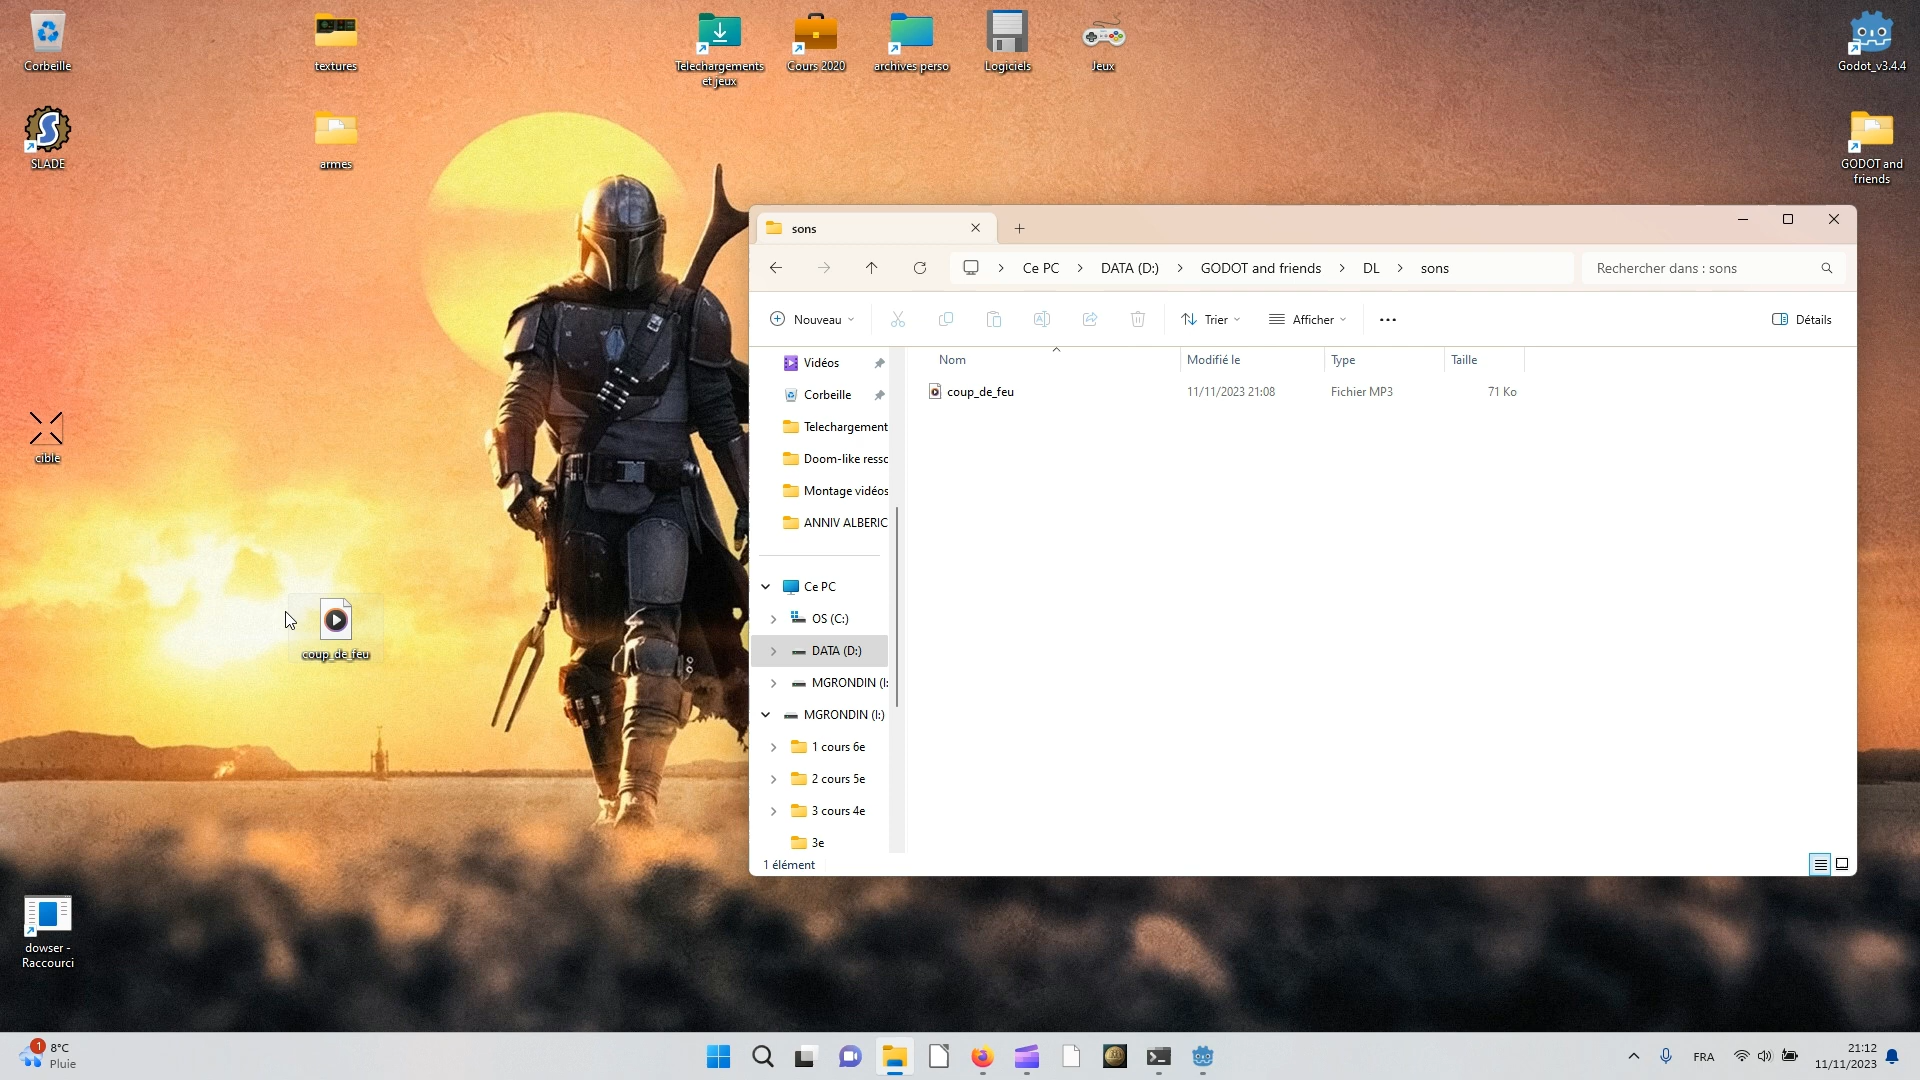 Corbeille
textures
Telechargements
et jeux
Cours 2020
archives perso
Logiciels
Jeux
Godot_v3.4.4
SLADE
armes
GODOT and
friends
cible
coup_de_feu
dowser -
Raccourci
sons
Ce PC
DATA (D:)
GODOT and friends
DL
sons
Rechercher dans : sons
Nouveau
Trier
Afficher
Détails
Nom
Modifié le
Type
Taille
coup_de_feu
11/11/2023 21:08
Fichier MP3
71 Ko
Vidéos
Corbeille
Telechargement
Doom-like resso
Montage vidéos
ANNIV ALBERIC
Ce PC
OS (C:)
DATA (D:)
MGRONDIN (I:
MGRONDIN (I:)
1 cours 6e
2 cours 5e
3 cours 4e
3e
1 élément
1
8°C
Pluie
FRA
21:12
11/11/2023